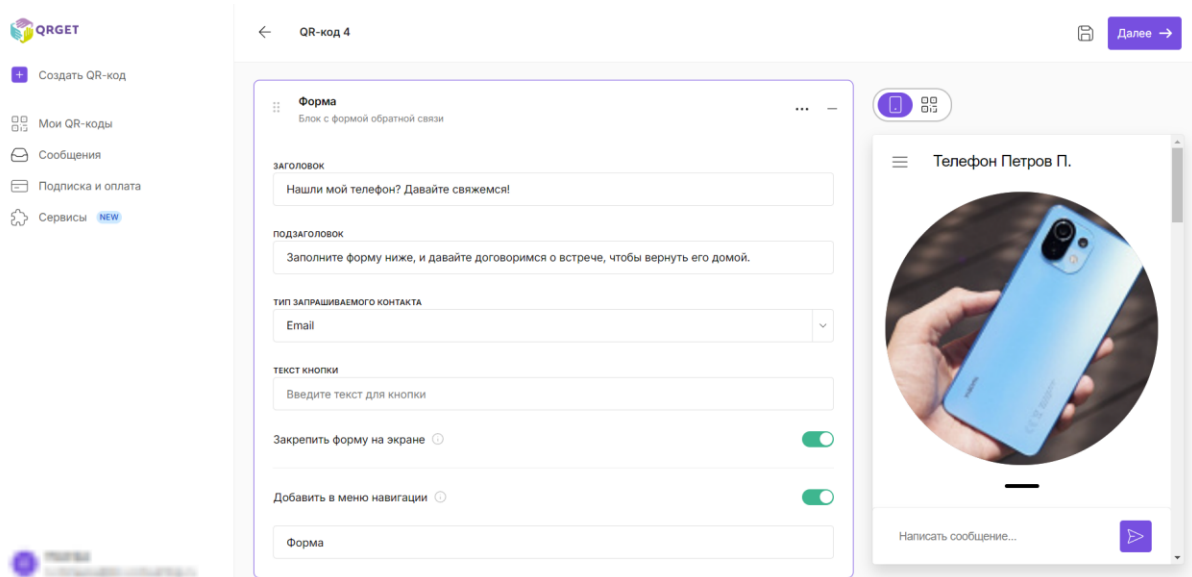 QRGET
Создать QR-код
Мои QR-коды
Сообщения
Подписка и оплата
Сервисы NEW
QR-код 4
Далее →
Форма
Блок с формой обратной связи
ЗАГОЛОВОК
Нашли мой телефон? Давайте свяжемся!
ПОДЗАГОЛОВОК
Заполните форму ниже, и давайте договоримся о встрече, чтобы вернуть его домой.
ТИП ЗАПРАШИВАЕМОГО КОНТАКТА
Email
ТЕКСТ КНОПКИ
Введите текст для кнопки
Закрепить форму на экране
Добавить в меню навигации
Форма
Телефон Петров П.
Написать сообщение...